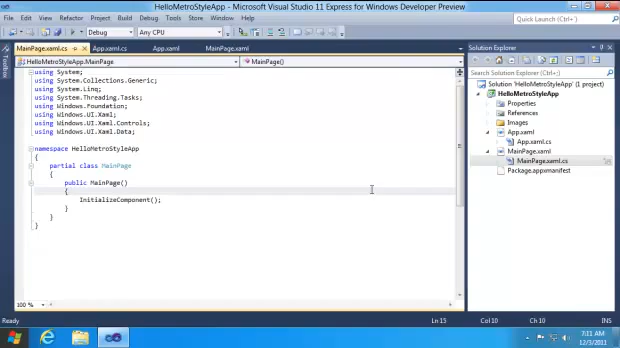 HelloMetroStyleApp - Microsoft Visual Studio 11 Express for Windows Developer Preview
File Edit View Refactor Project Build Debug Tools Store Window Help
Quick Launch (Ctrl+Q)
Debug Any CPU
MainPage.xaml.cs App.xaml.cs App.xaml MainPage.xaml
HelloMetroStyleApp.MainPage MainPage()
Toolbox
using System;
using System.Collections.Generic;
using System.Linq;
using System.Threading.Tasks;
using Windows.Foundation;
using Windows.UI.Xaml;
using Windows.UI.Xaml.Controls;
using Windows.UI.Xaml.Data;
namespace HelloMetroStyleApp
{
partial class MainPage
{
public MainPage()
{
InitializeComponent();
}
}
}
100 %
Solution Explorer
Search Solution Explorer (Ctrl+;)
Solution 'HelloMetroStyleApp' (1 project)
HelloMetroStyleApp
Properties
References
Images
App.xaml
App.xaml.cs
MainPage.xaml
MainPage.xaml.cs
Package.appxmanifest
Ready Ln 15 Col 10 Ch 10 INS
7:11 AM
12/3/2011